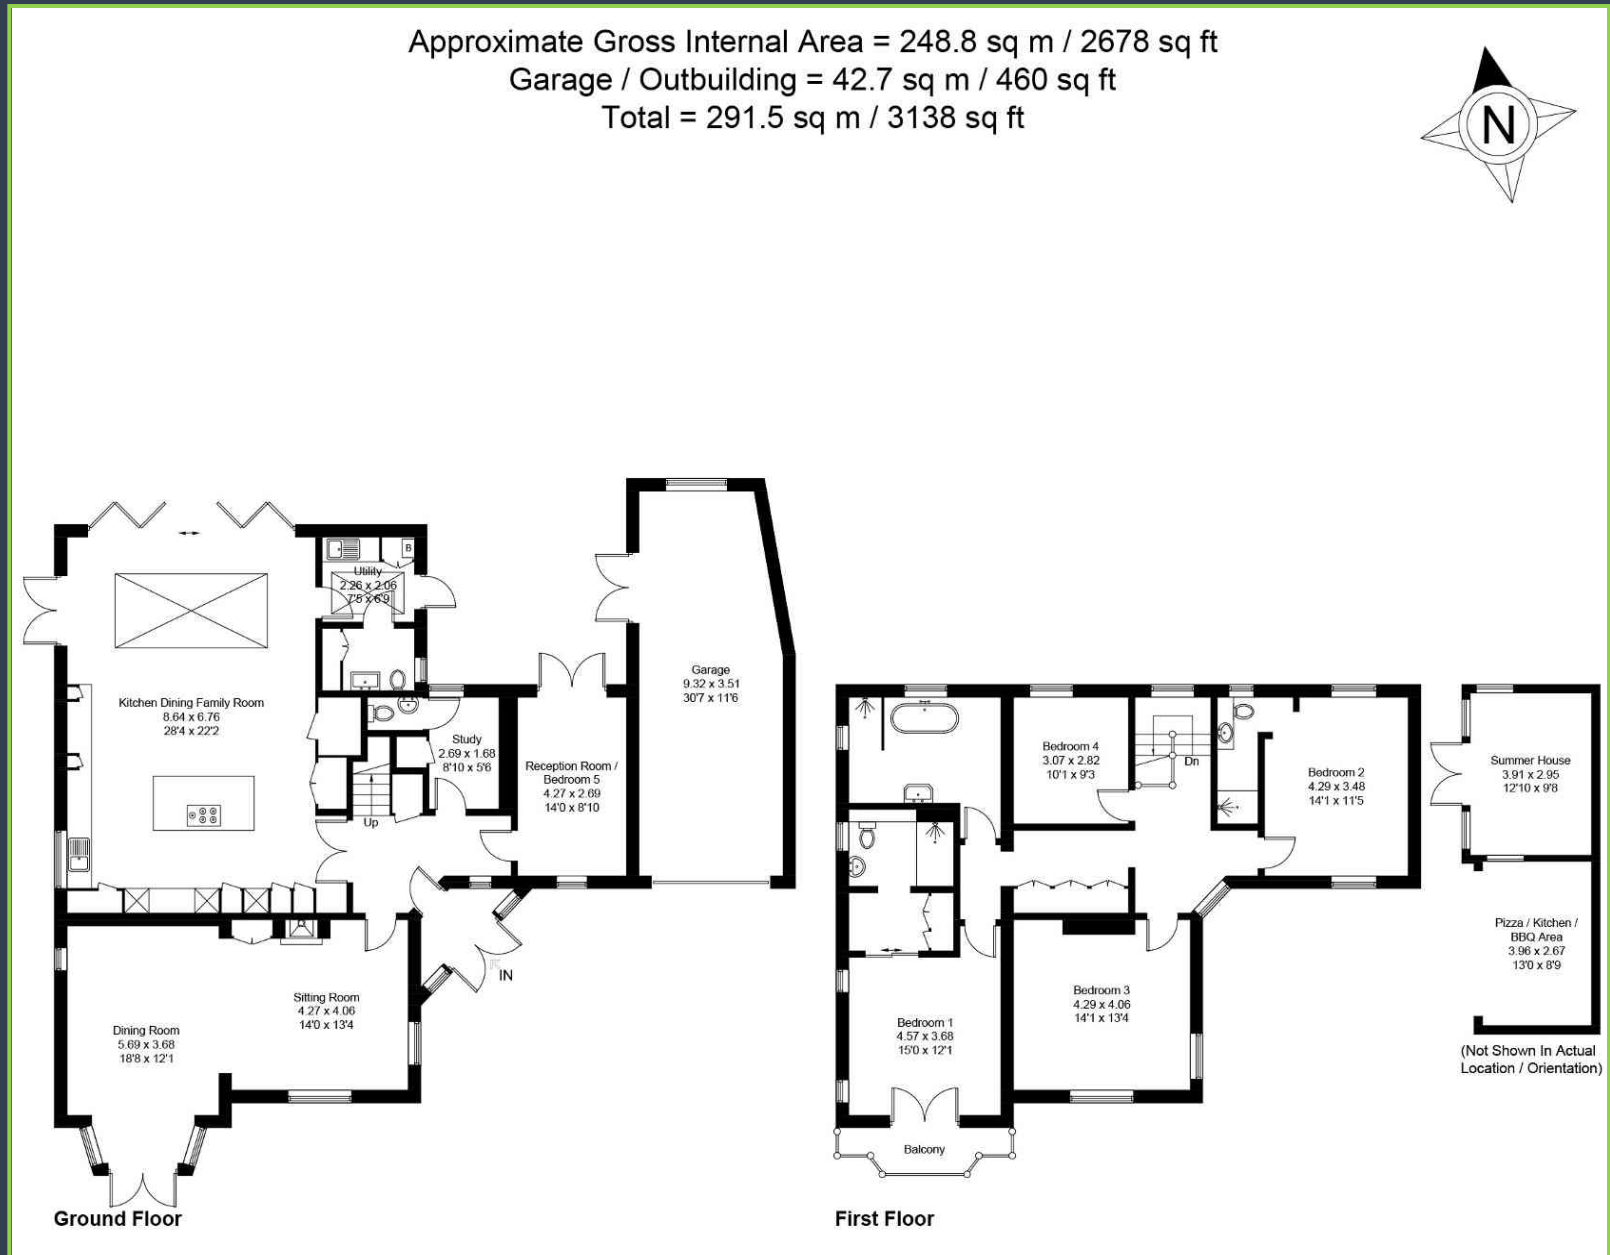 Approximate Gross Internal Area = 248.8 sq m / 2678 sq ft
Garage / Outbuilding = 42.7 sq m / 460 sq ft
Total = 291.5 sq m / 3138 sq ft
N
B
Utility
2.26 x 2.06
7'5 x 6'9
Kitchen Dining Family Room
8.64 x 6.76
28'4 x 22'2
Study
2.69 x 1.68
8'10 x 5'6
Up
Reception Room /
Bedroom 5
4.27 x 2.69
14'0 x 8'10
Garage
9.32 x 3.51
30'7 x 11'6
IN
Sitting Room
4.27 x 4.06
14'0 x 13'4
Dining Room
5.69 x 3.68
18'8 x 12'1
Ground Floor
Bedroom 4
3.07 x 2.82
10'1 x 9'3
Dn
Bedroom 2
4.29 x 3.48
14'1 x 11'5
Bedroom 3
4.29 x 4.06
14'1 x 13'4
Bedroom 1
4.57 x 3.68
15'0 x 12'1
Balcony
First Floor
Summer House
3.91 x 2.95
12'10 x 9'8
Pizza / Kitchen /
BBQ Area
3.96 x 2.67
13'0 x 8'9
(Not Shown In Actual
Location / Orientation)